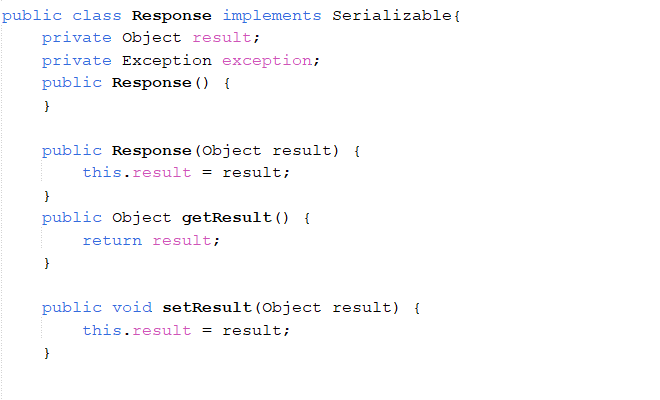 public class Response implements Serializable{
    private Object result;
    private Exception exception;
    public Response() {
    }
    public Response(Object result) {
        this.result = result;
    }
    public Object getResult() {
        return result;
    }
    public void setResult(Object result) {
        this.result = result;
    }